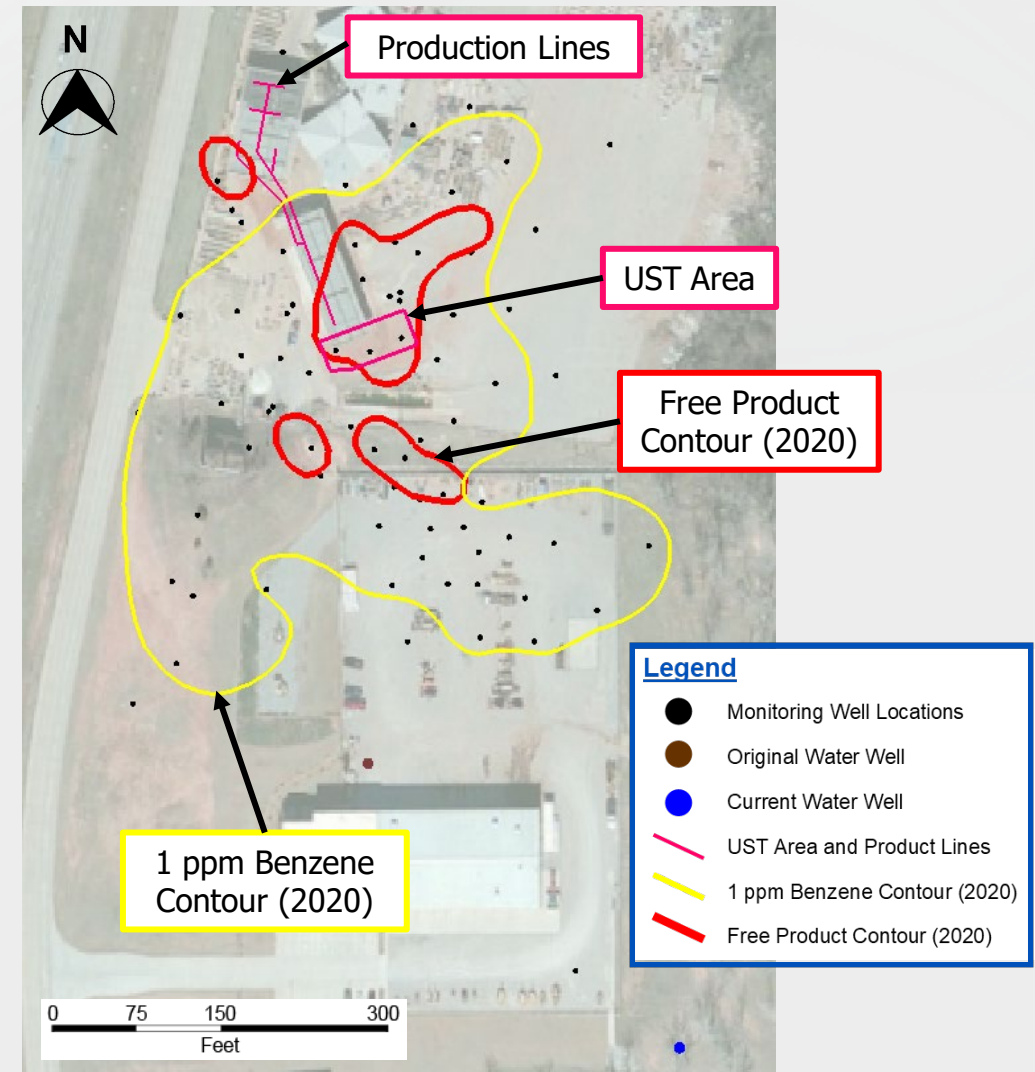 N
Production Lines
UST Area
Free Product
Contour (2020)
1 ppm Benzene
Contour (2020)
Legend
Monitoring Well Locations
Original Water Well
Current Water Well
UST Area and Product Lines
1 ppm Benzene Contour (2020)
Free Product Contour (2020)
0 75 150 300
Feet